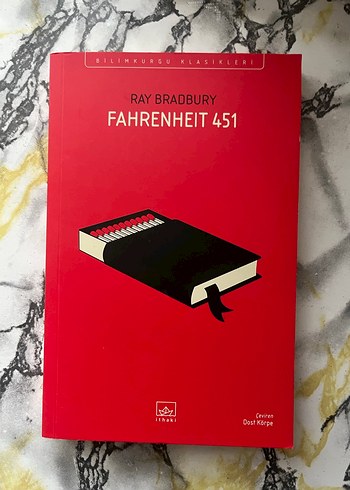 BİLİMKURGU KLASİKLERİ
RAY BRADBURY
FAHRENHEIT 451
ithaki
Çeviren
Dost Körpe